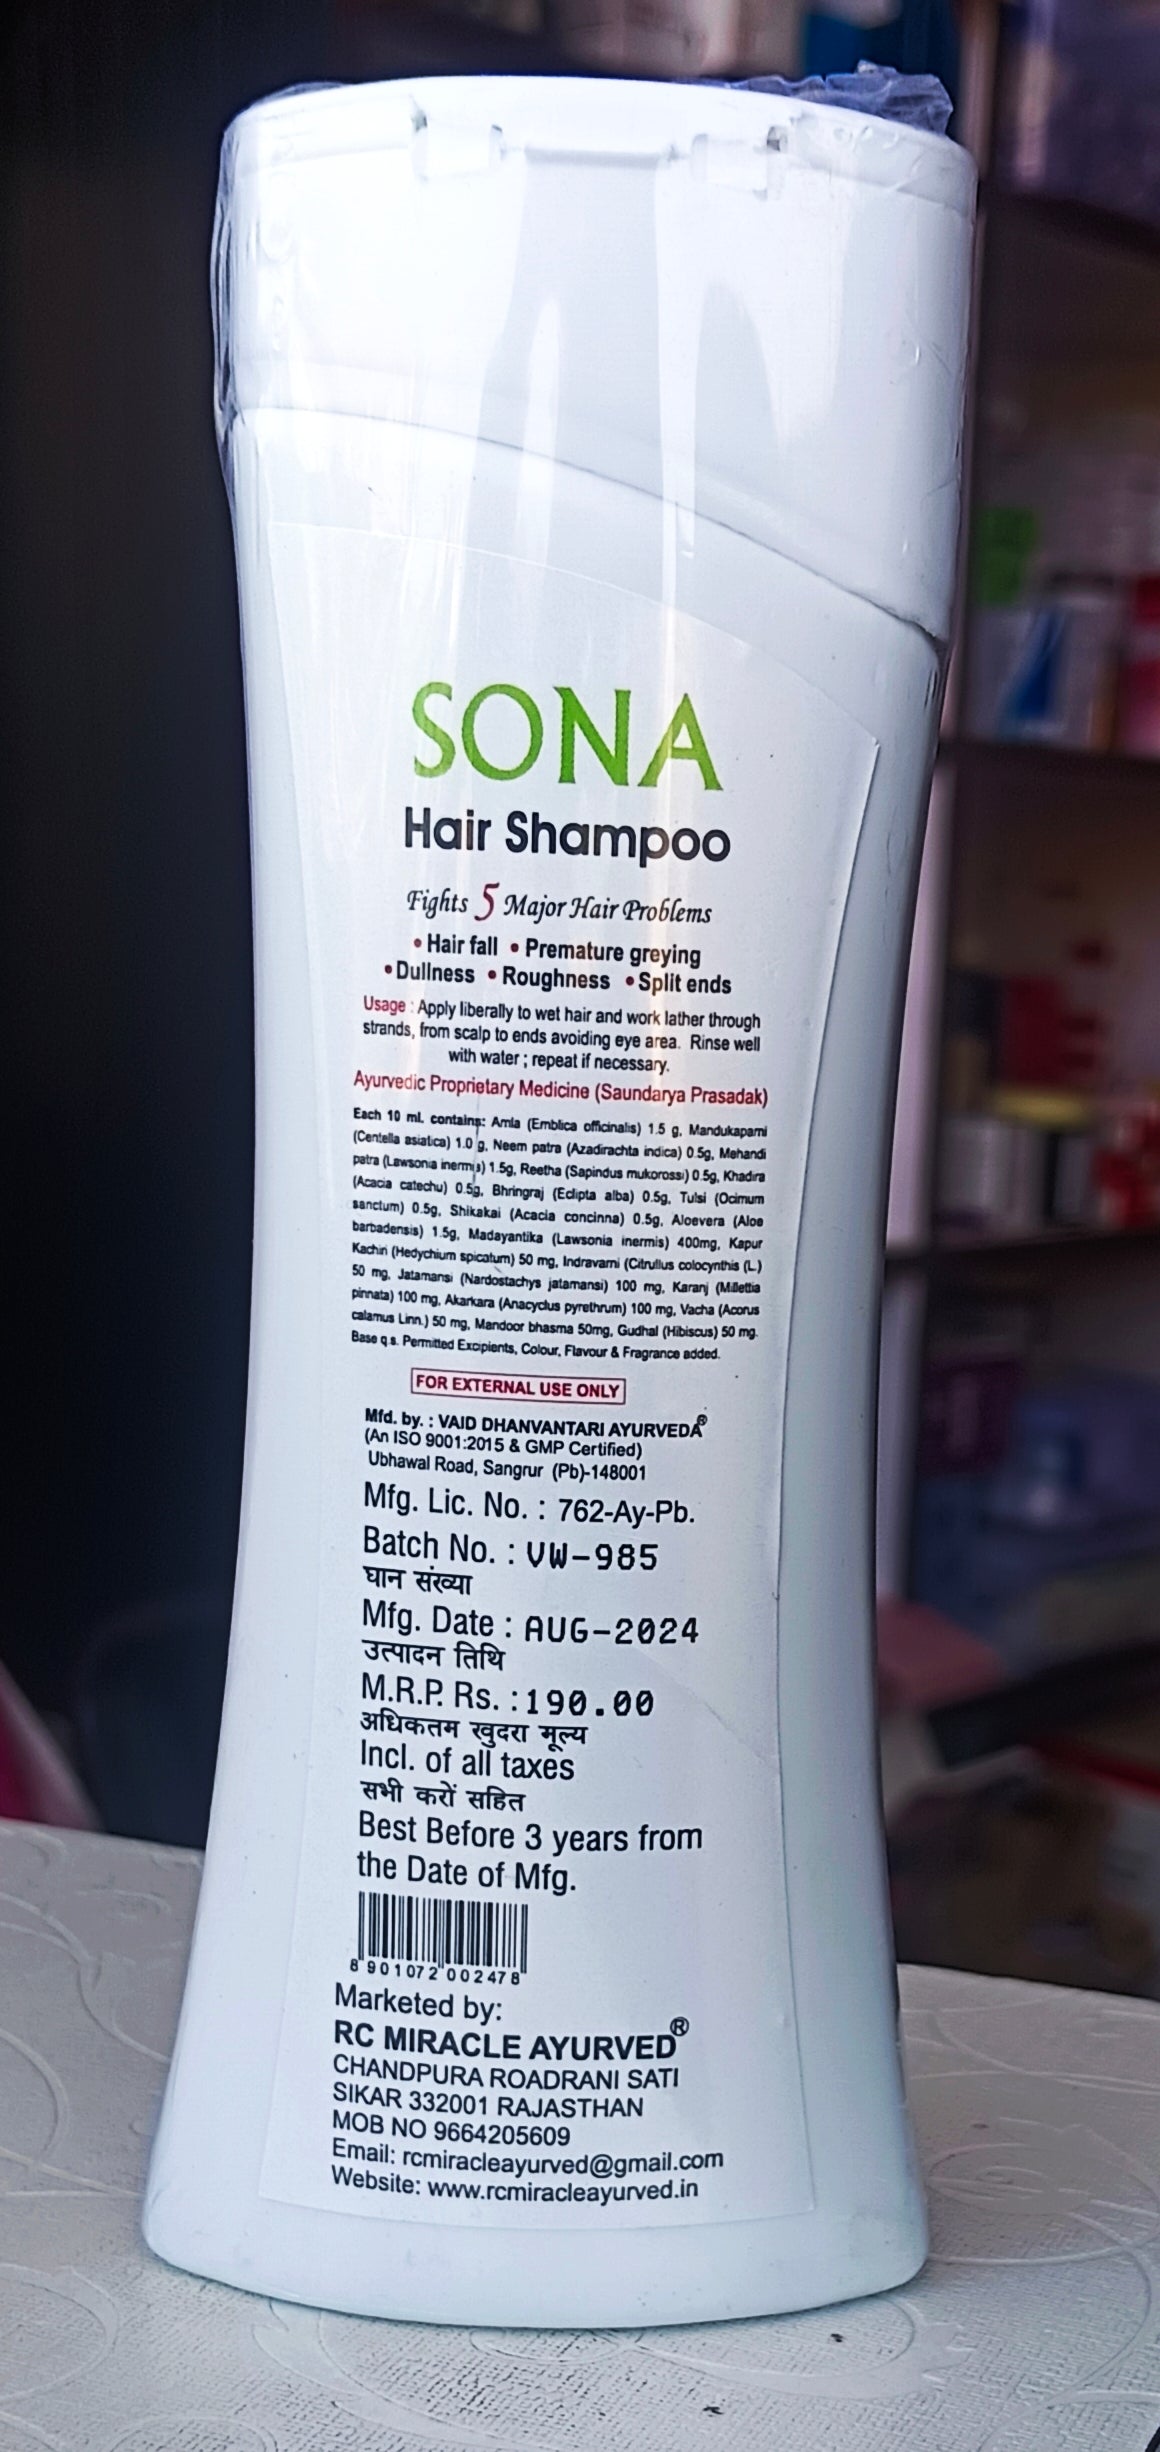 SONA
Hair Shampoo
Fights 5 Major Hair Problems
• Hair fall • Premature greying
• Dullness • Roughness • Split ends
Usage : Apply liberally to wet hair and work lather through
strands, from scalp to ends avoiding eye area. Rinse well
with water ; repeat if necessary.
Ayurvedic Proprietary Medicine (Saundarya Prasadak)
Each 10 ml. contains: Amla (Emblica officinalis) 1.5 g, Mandukaparni
(Centella asiatica) 1.0 g, Neem patra (Azadirachta indica) 0.5g, Mehandi
patra (Lawsonia inermis) 1.5g, Reetha (Sapindus mukorossi) 0.5g, Khadira
(Acacia catechu) 0.5g, Bhringraj (Eclipta alba) 0.5g, Tulsi (Ocimum
sanctum) 0.5g, Shikakai (Acacia concinna) 0.5g, Aloevera (Aloe
barbadensis) 1.5g, Madayantika (Lawsonia inermis) 400mg, Kapur
Kachiri (Hedychium spicatum) 50 mg, Indravarni (Citrullus colocynthis (L.)
50 mg, Jatamansi (Nardostachys jatamansi) 100 mg, Karanj (Millettia
pinnata) 100 mg, Akarkara (Anacyclus pyrethrum) 100 mg, Vacha (Acorus
calamus Linn.) 50 mg, Mandoor bhasma 50mg, Gudhal (Hibiscus) 50 mg.
Base q.s. Permitted Excipients, Colour, Flavour & Fragrance added.
FOR EXTERNAL USE ONLY
Mfd. by. : VAID DHANVANTARI AYURVEDA®
(An ISO 9001:2015 & GMP Certified)
Ubhawal Road, Sangrur (Pb)-148001
Mfg. Lic. No. : 762-Ay-Pb.
Batch No. : VW-985
घान संख्या
Mfg. Date : AUG-2024
उत्पादन तिथि
M.R.P. Rs. :190.00
अधिकतम खुदरा मूल्य
Incl. of all taxes
सभी करों सहित
Best Before 3 years from
the Date of Mfg.
8 901072 002478
Marketed by:
RC MIRACLE AYURVED®
CHANDPURA ROADRANI SATI
SIKAR 332001 RAJASTHAN
MOB NO 9664205609
Email: rcmiracleayurved@gmail.com
Website: www.rcmiracleayurved.in